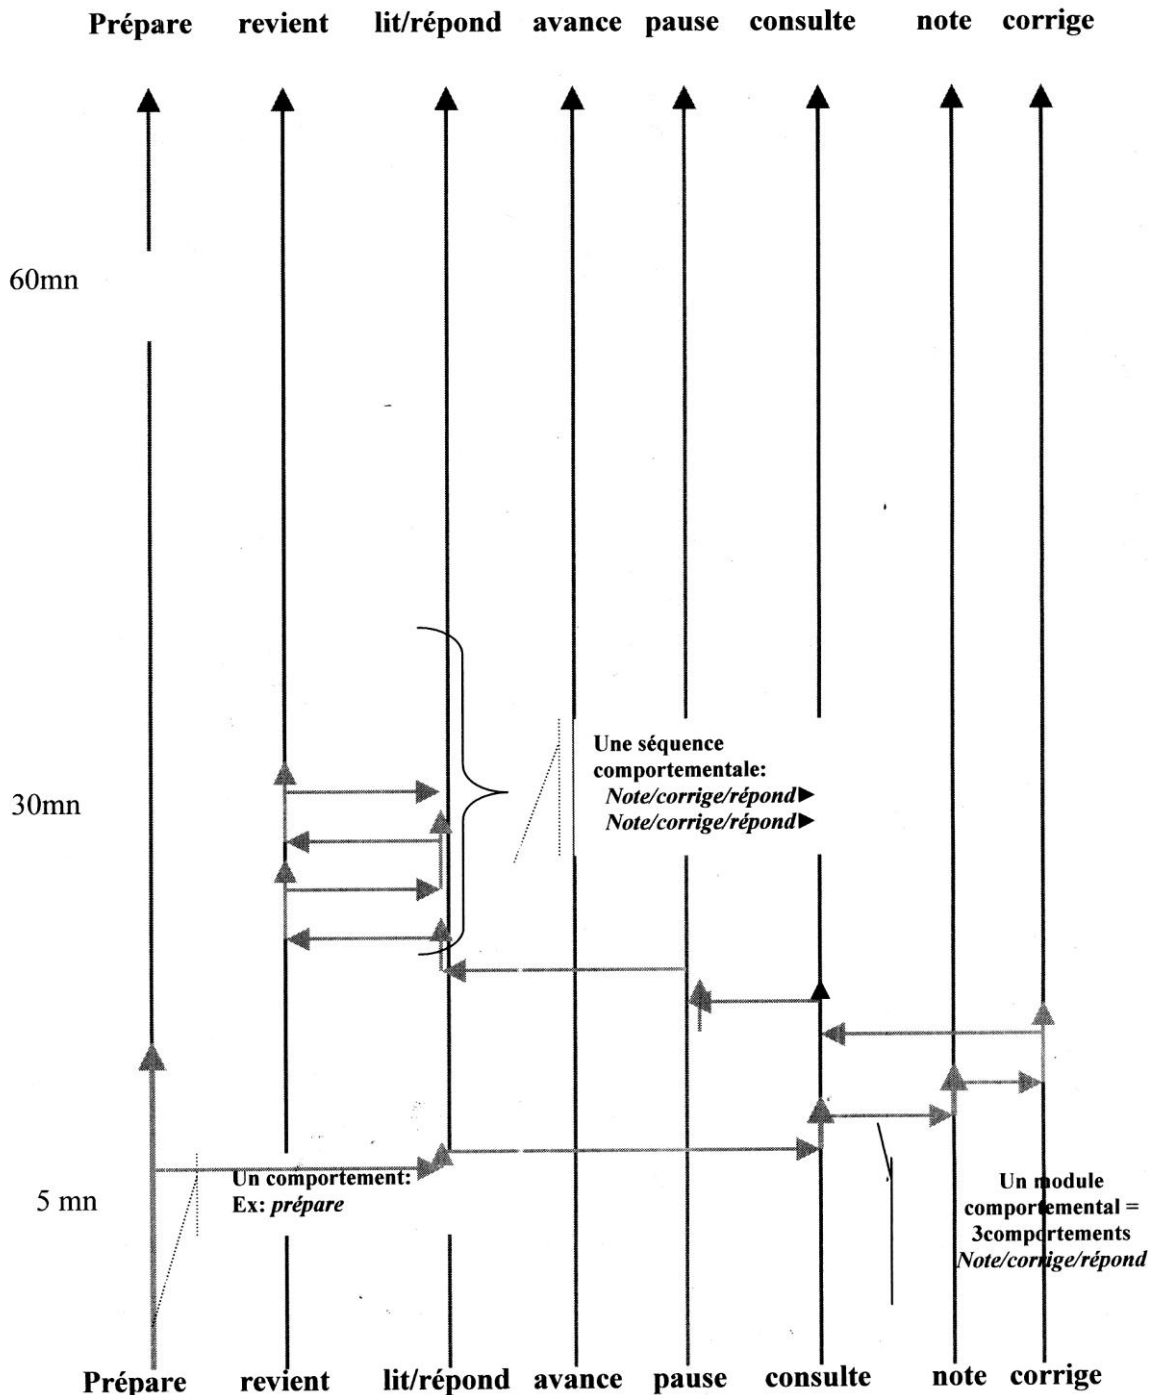 Prépare revient lit/répond avance pause consulte note corrige
60mn
Une séquence
comportementale:
Note/corrige/répond►
Note/corrige/répond►
30mn
Un comportement:
Ex: prépare
5 mn
Un module
comportemental =
3comportements
Note/corrige/répond
Prépare revient lit/répond avance pause consulte note corrige